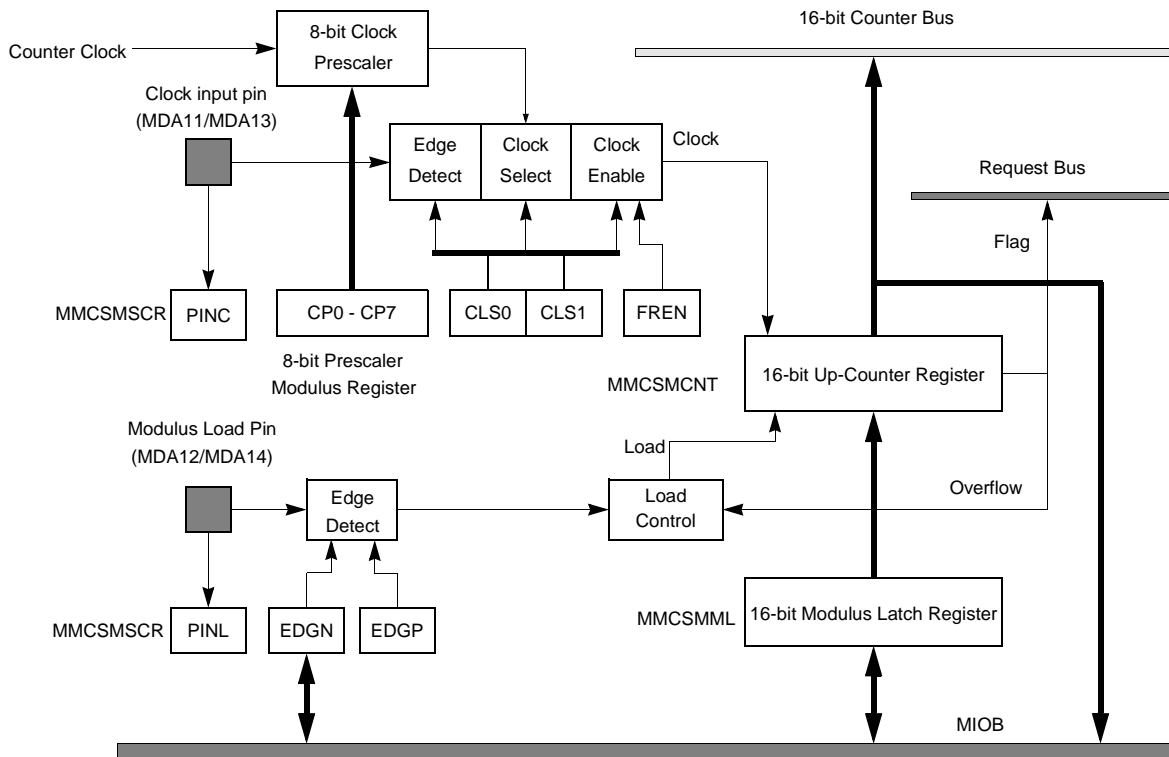 16-bit Counter Bus
8-bit Clock
Prescaler
Counter Clock
Clock input pin
(MDA11/MDA13)
Edge
Detect
Clock
Select
Clock
Enable
Clock
Request Bus
Flag
MMCSMSCR
PINC
CP0 - CP7
CLS0
CLS1
FREN
8-bit Prescaler
Modulus Register
MMCSMCNT
16-bit Up-Counter Register
Modulus Load Pin
(MDA12/MDA14)
Load
Edge
Detect
Load
Control
Overflow
MMCSMSCR
PINL
EDGN
EDGP
MMCSMML
16-bit Modulus Latch Register
MIOB